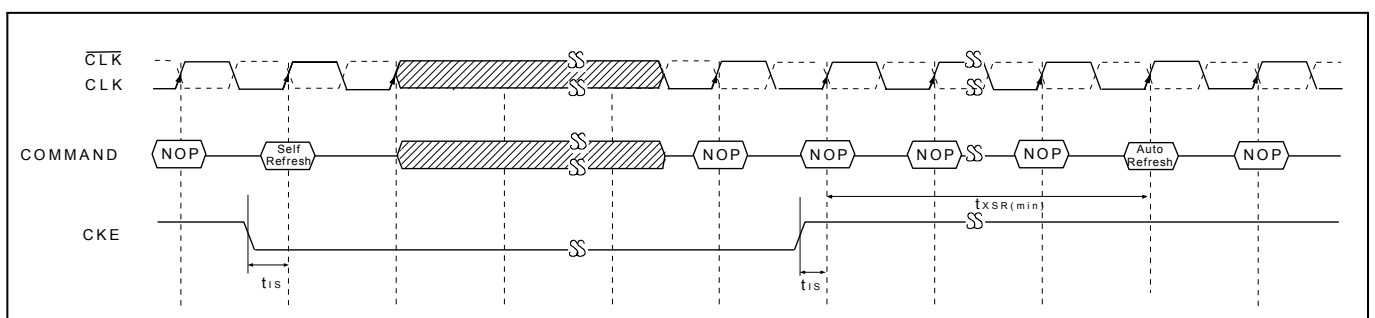 CLK
CLK
COMMAND NOP Self Refresh NOP NOP NOP NOP Auto Refresh NOP
tXSR(min)
CKE
tIS tIS